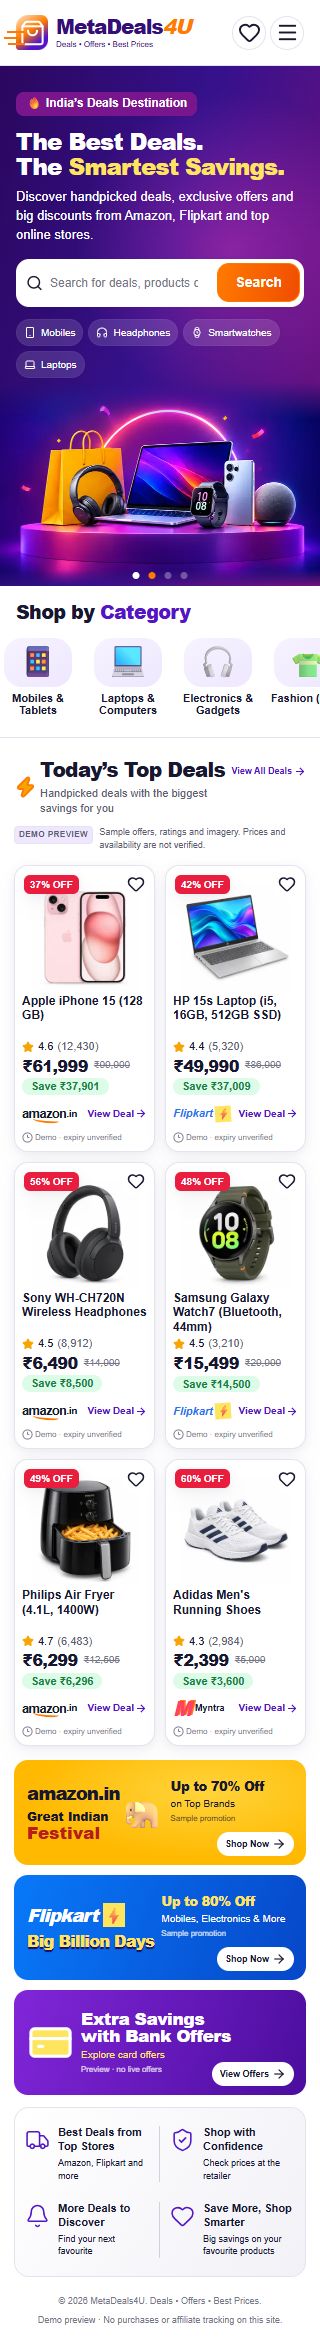 MetaDeals4U
Deals • Offers • Best Prices
India's Deals Destination
The Best Deals.
The Smartest Savings.
Discover handpicked deals, exclusive offers and
big discounts from Amazon, Flipkart and top
online stores.
Search for deals, products c
Search
Mobiles
Headphones
Smartwatches
Laptops
Shop by Category
Mobiles & Tablets
Laptops & Computers
Electronics & Gadgets
Fashion (
Today's Top Deals
View All Deals →
Handpicked deals with the biggest
savings for you
DEMO PREVIEW
Sample offers, ratings and imagery. Prices and
availability are not verified.
37% OFF
Apple iPhone 15 (128
GB)
4.6 (12,430)
₹61,999
Save ₹37,901
amazon.in
View Deal →
Demo · expiry unverified
42% OFF
HP 15s Laptop (i5,
16GB, 512GB SSD)
4.4 (5,320)
₹49,990 ₹86,999
Save ₹37,009
Flipkart
View Deal →
Demo · expiry unverified
56% OFF
Sony WH-CH720N
Wireless Headphones
4.5 (8,912)
₹6,490 ₹14,990
Save ₹8,500
amazon.in
View Deal →
Demo · expiry unverified
48% OFF
10
08
Samsung Galaxy
Watch7 (Bluetooth,
44mm)
4.5 (3,210)
₹15,499 ₹29,999
Save ₹14,500
Flipkart
View Deal →
Demo · expiry unverified
49% OFF
Philips Air Fryer
(4.1L, 1400W)
4.7 (6,483)
₹6,299 ₹12,595
Save ₹6,296
amazon.in
View Deal →
Demo · expiry unverified
60% OFF
Adidas Men's
Running Shoes
4.3 (2,984)
₹2,399 ₹5,999
Save ₹3,600
Myntra
View Deal →
Demo · expiry unverified
amazon.in
Great Indian
Festival
Up to 70% Off
on Top Brands
Sample promotion
Shop Now →
Flipkart
Big Billion Days
Up to 80% Off
Mobiles, Electronics & More
Sample promotion
Shop Now →
Extra Savings
with Bank Offers
Explore card offers
Preview · no live offers
View Offers →
Best Deals from
Top Stores
Amazon, Flipkart and
more
Shop with
Confidence
Check prices at the
retailer
More Deals to
Discover
Find your next
favourite
Save More, Shop
Smarter
Big savings on your
favourite products
© 2026 MetaDeals4U. Deals • Offers • Best Prices.
Demo preview · No purchases or affiliate tracking on this site.